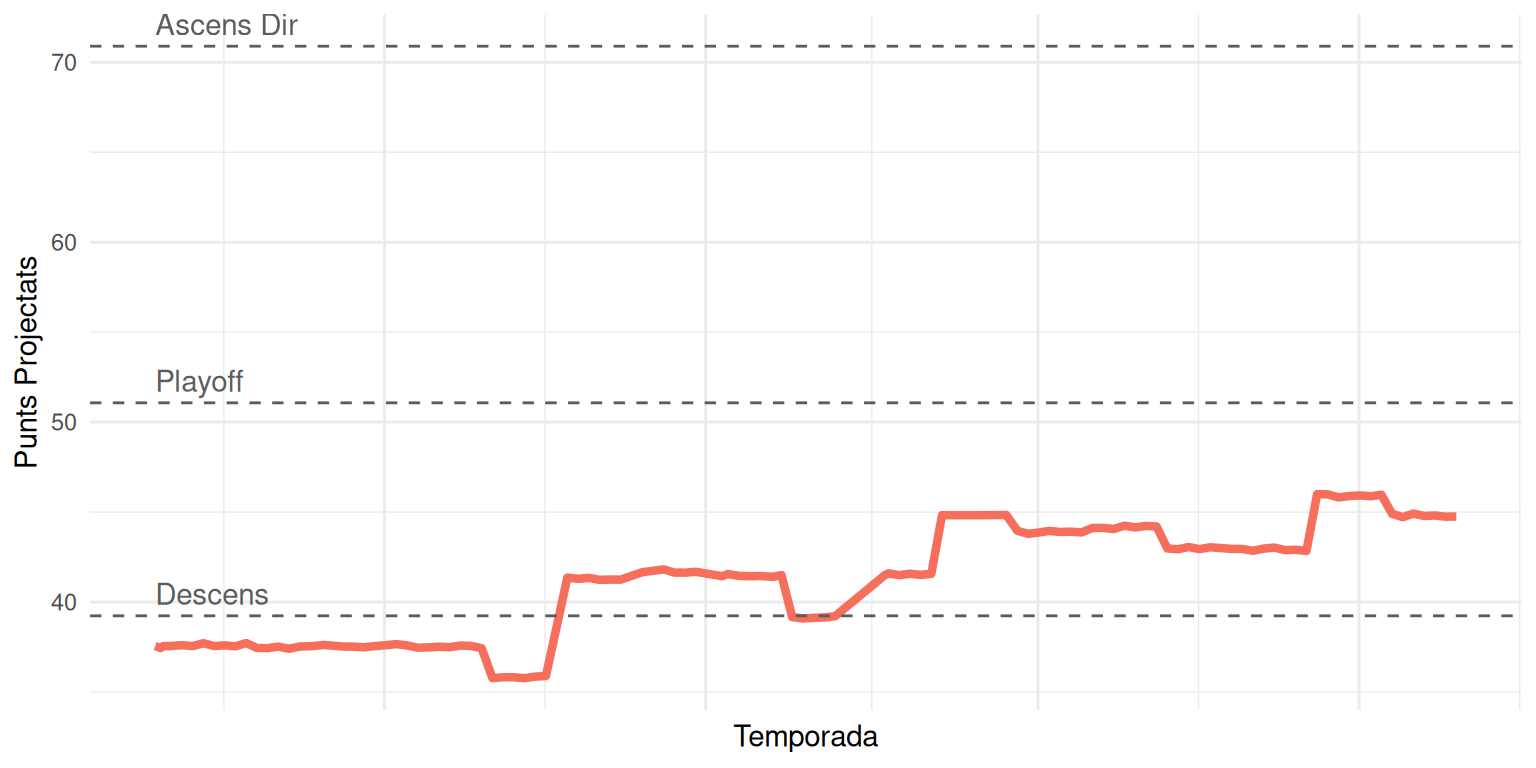 Ascens Dir
70
60
Punts Projectats
Playoff
50
Descens
40
Temporada